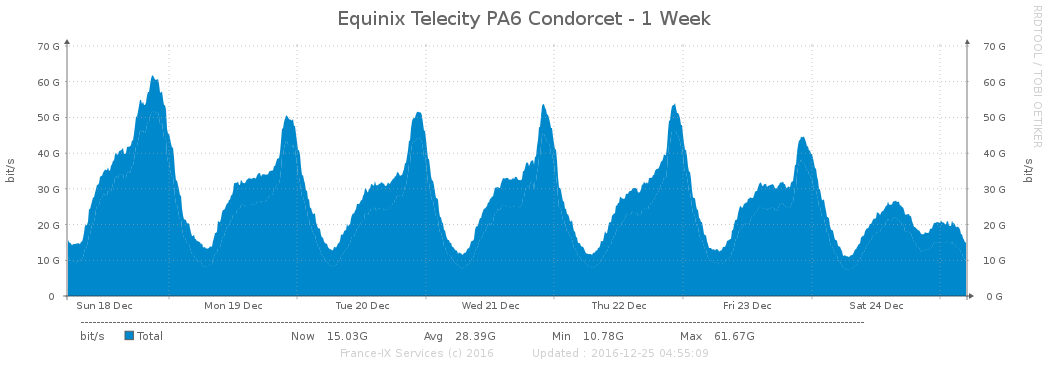 Equinix Telecity PA6 Condorcet - 1 Week
RRDTOOL / TOBI OETIKER
70 G 70 G
60 G 60 G
50 G 50 G
40 G 40 G
30 G 30 G
20 G 20 G
10 G 10 G
0 0 G
bit/s bit/s
Sun 18 Dec Mon 19 Dec Tue 20 Dec Wed 21 Dec Thu 22 Dec Fri 23 Dec Sat 24 Dec
bit/s Total Now 15.03G Avg 28.39G Min 10.78G Max 61.67G
France-IX Services (c) 2016 Updated : 2016-12-25 04:55:09